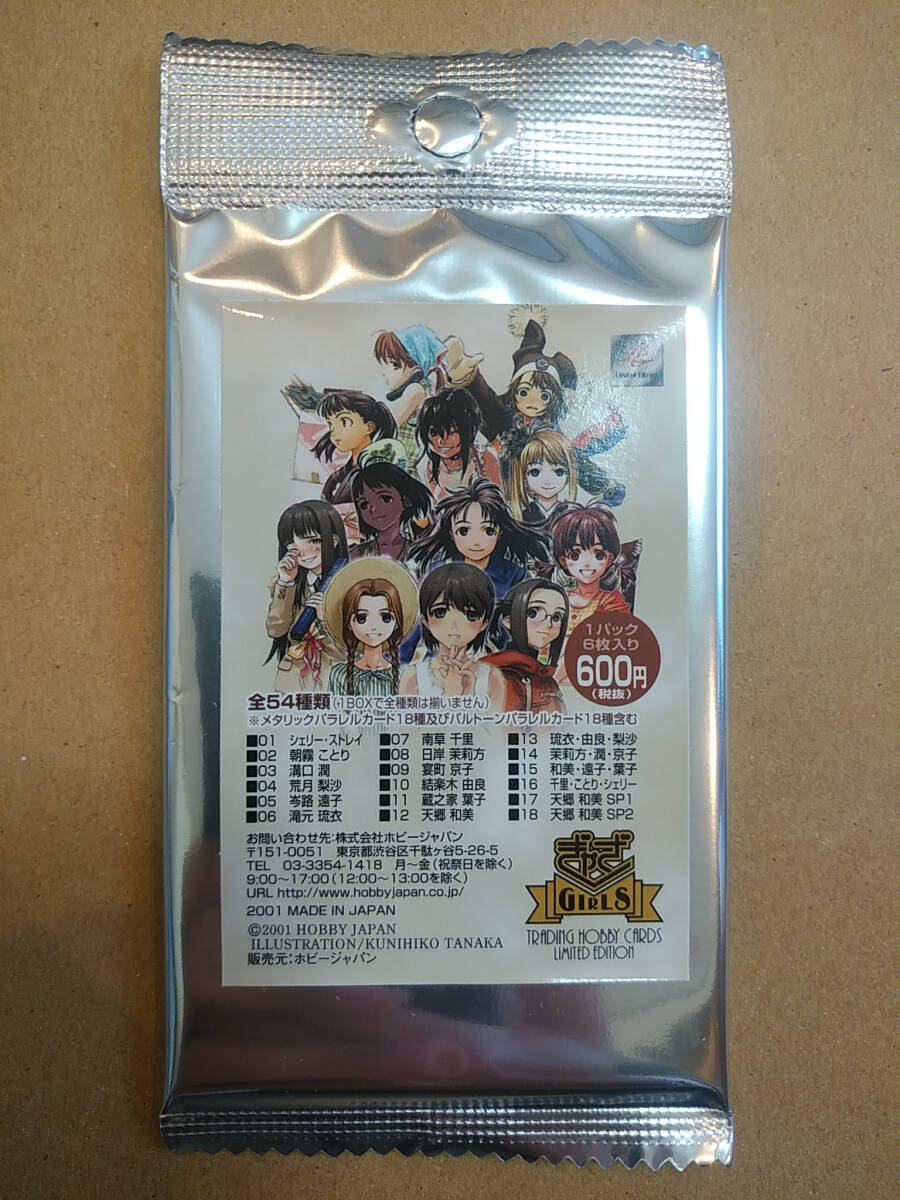 Limited Edition
1パック
6枚入り
600円
(税抜)
全54種類(1BOXで全種類は揃いません)
※メタリックパラレルカード18種及びパルトーンパラレルカード18種含む
■01 シェリー・ストレイ ■07 南草 千里 ■13 琉衣・由良・梨沙
■02 朝霧 ことり ■08 日岸 茉莉方 ■14 茉莉方・潤・京子
■03 溝口 潤 ■09 宴町 京子 ■15 和美・遠子・葉子
■04 荒月 梨沙 ■10 結楽木 由良 ■16 千里・ことり・シェリー
■05 岑路 遠子 ■11 蔵之家 葉子 ■17 天郷 和美 SP1
■06 滝元 琉衣 ■12 天郷 和美 ■18 天郷 和美 SP2
お問い合わせ先:株式会社ホビージャパン
〒151-0051 東京都渋谷区千駄ヶ谷5-26-5
TEL 03-3354-1418 月〜金(祝祭日を除く)
9:00〜17:00(12:00〜13:00を除く)
URL http://www.hobbyjapan.co.jp/
2001 MADE IN JAPAN
©2001 HOBBY JAPAN
ILLUSTRATION/KUNIHIKO TANAKA
販売元:ホビージャパン
ぎゃざ
GIRLS
TRADING HOBBY CARDS
LIMITED EDITION